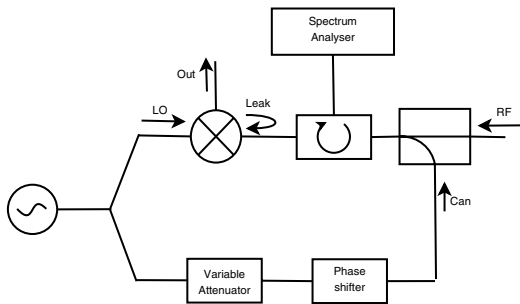 Spectrum
Analyser
Out
Leak
LO
RF
Can
Variable
Attenuator
Phase
shifter